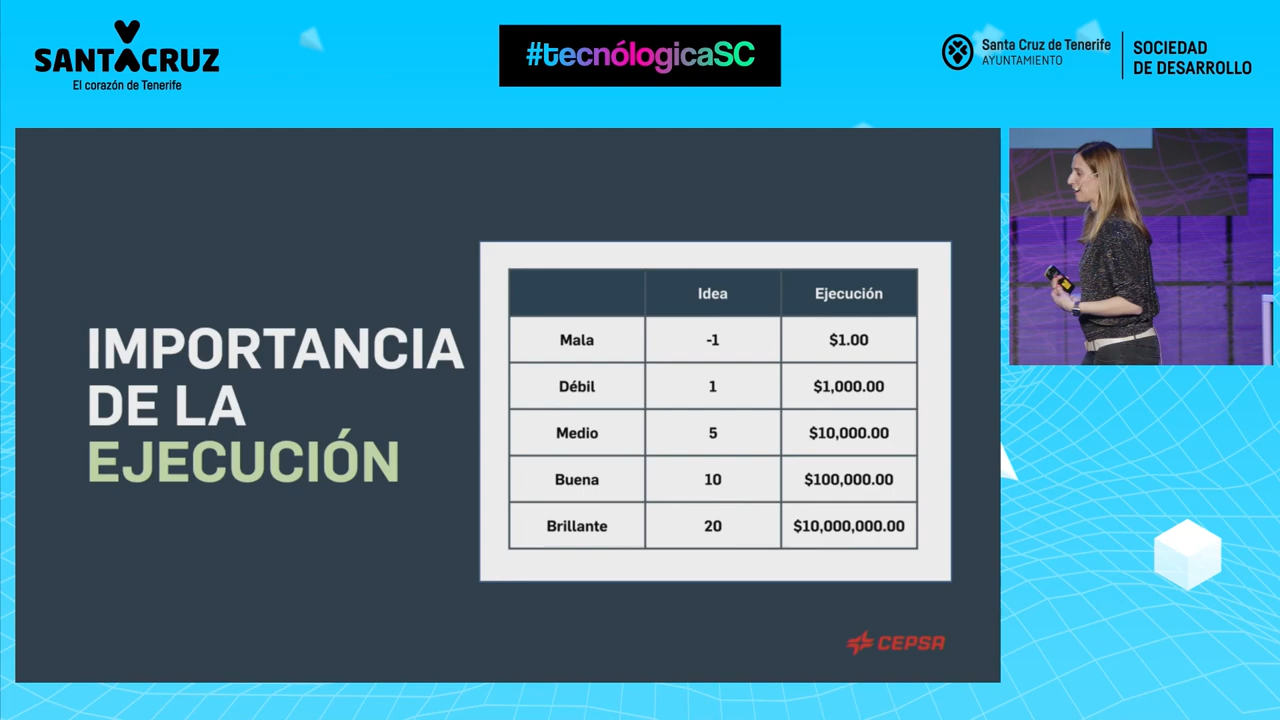 SANTACRUZ
El corazón de Tenerife
#tecnólogicaSC
Santa Cruz de Tenerife
AYUNTAMIENTO
SOCIEDAD
DE DESARROLLO
IMPORTANCIA
DE LA
EJECUCIÓN
Idea Ejecución
Mala -1 $1.00
Débil 1 $1,000.00
Medio 5 $10,000.00
Buena 10 $100,000.00
Brillante 20 $10,000,000.00
CEPSA